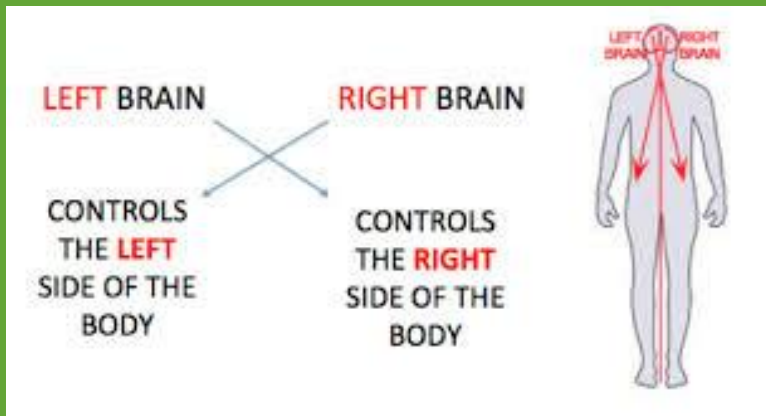 LEFT BRAIN
CONTROLS
THE LEFT
SIDE OF THE
BODY
RIGHT BRAIN
CONTROLS
THE RIGHT
SIDE OF THE
BODY
LEFT RIGHT
BRAIN BRAIN